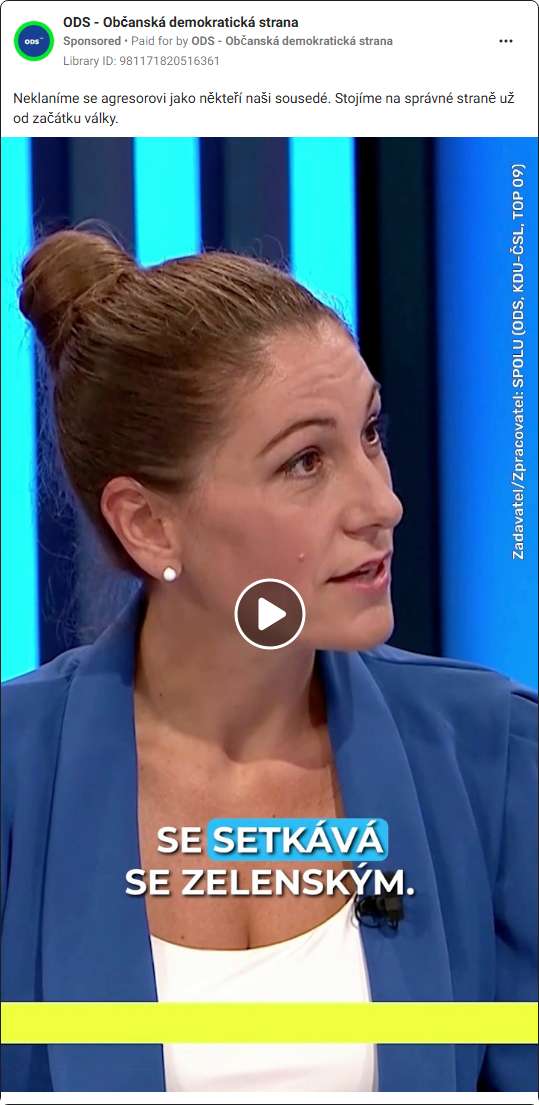 ODS - Občanská demokratická strana
Sponsored • Paid for by ODS - Občanská demokratická strana
Library ID: 981171820516361
ODS
Neklaníme se agresorovi jako někteří naši sousedé. Stojíme na správné straně už
od začátku války.
Zadavatel/Zpracovatel: SPOLU (ODS, KDU-ČSL, TOP 09)
SE SETKÁVÁ
SE ZELENSKÝM.